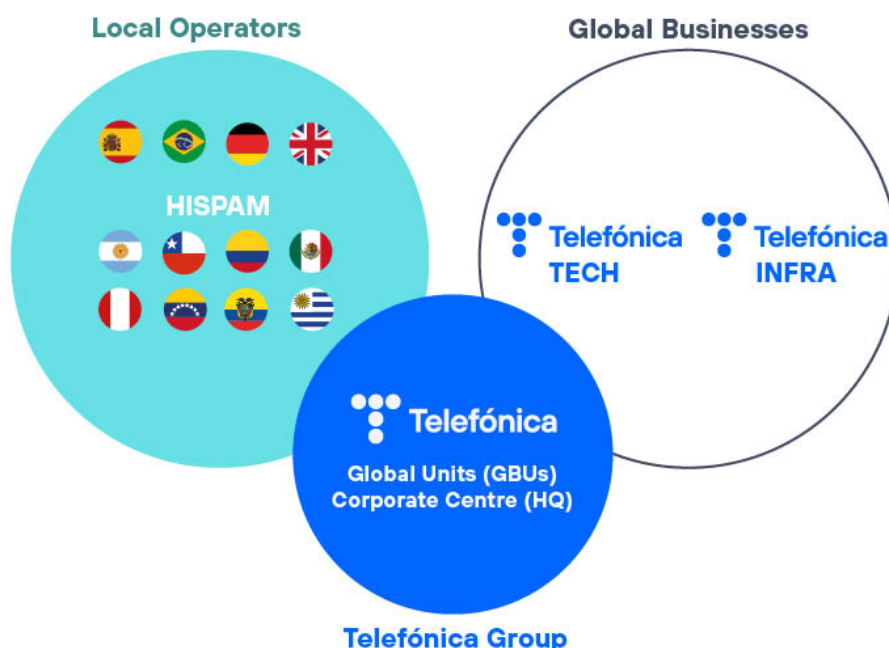 Local Operators
Global Businesses
HISPAM
Telefónica
TECH
Telefónica
INFRA
Telefónica
Global Units (GBUs)
Corporate Centre (HQ)
Telefónica Group